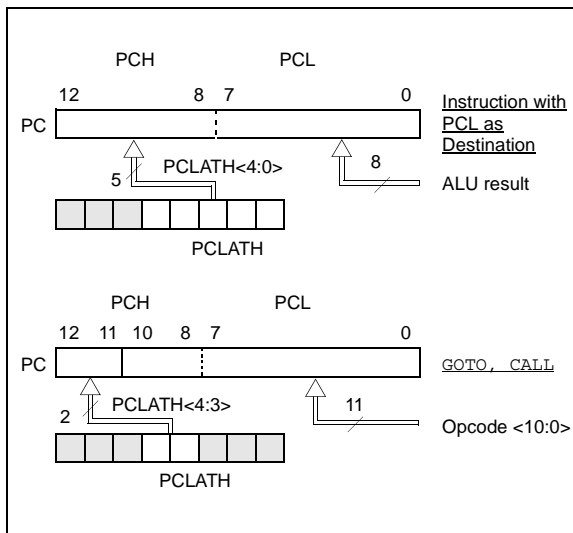 PCH PCL
12 8 7 0
Instruction with
PCL as
Destination
PC
5 PCLATH<4:0> 8
ALU result
PCLATH
PCH PCL
12 11 10 8 7 0
PC GOTO, CALL
2 PCLATH<4:3> 11
Opcode <10:0>
PCLATH